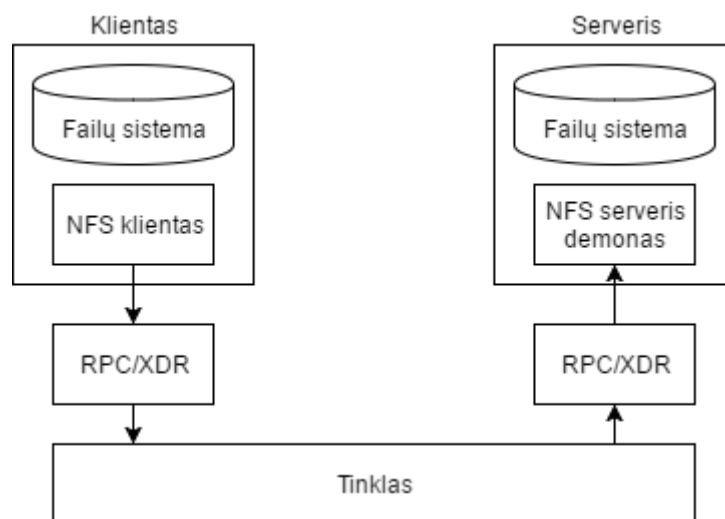 Klientas
Failų sistema
NFS klientas
RPC/XDR
Serveris
Failų sistema
NFS serveris
demonas
RPC/XDR
Tinklas